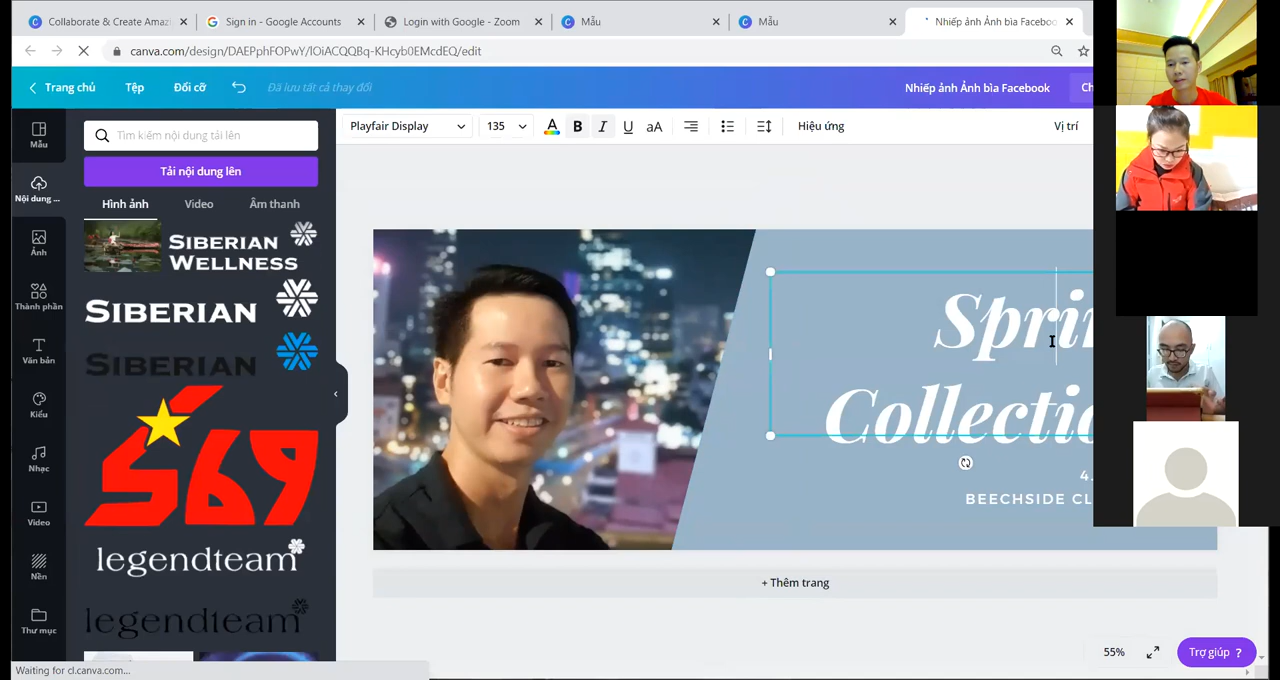 Collaborate & Create Amaz
Sign in - Google Accounts
Login with Google - Zoom
Mẫu
Mẫu
Nhiếp ảnh Ảnh bìa Faceboo
canva.com/design/DAEPphFOPwY/lOiACQQBq-KHcyb0EMcdEQ/edit
Trang chủ
Tệp
Đổi cỡ
Đã lưu tất cả thay đổi
Nhiếp ảnh Ảnh bìa Facebook
Ch
Mẫu
Nội dung ...
Ảnh
Thành phần
Văn bản
Kiểu
Nhạc
Video
Nền
Thư mục
Tìm kiếm nội dung tải lên
Tải nội dung lên
Hình ảnh
Video
Âm thanh
SIBERIAN
WELLNESS
SIBERIAN
SIBERIAN
S69
legendteam
legendteam
Playfair Display
135
A
B
I
U
aA
Hiệu ứng
Vị trí
Sprin
Collectio
4.
BEECHSIDE CL
+ Thêm trang
55%
Trợ giúp ?
Waiting for cl.canva.com...